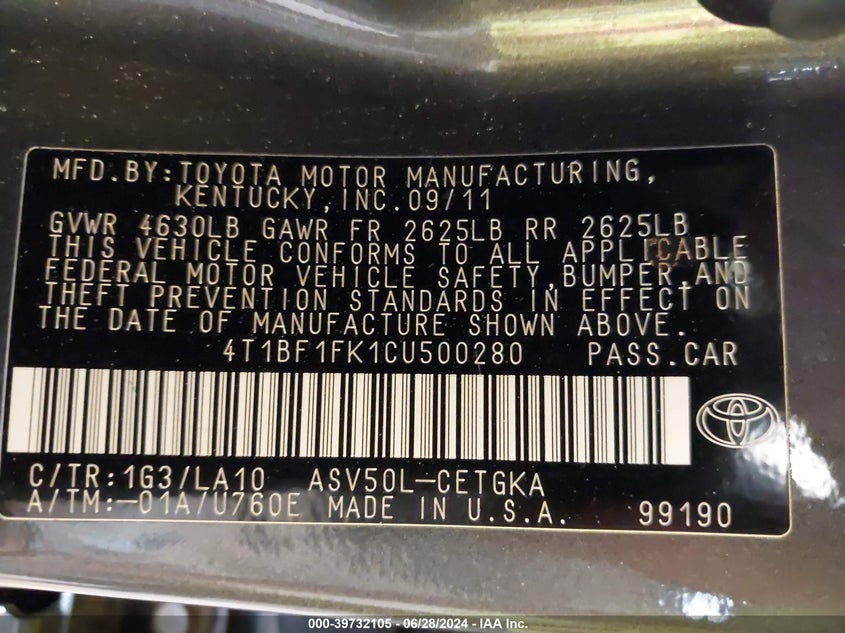 MFD.BY:TOYOTA MOTOR MANUFACTURING,
KENTUCKY,INC.09/11
GVWR 4630LB GAWR FR 2625LB RR 2625LB
THIS VEHICLE CONFORMS TO ALL APPLICABLE
FEDERAL MOTOR VEHICLE SAFETY,BUMPER,AND
THEFT PREVENTION STANDARDS IN EFFECT ON
THE DATE OF MANUFACTURE SHOWN ABOVE.
4T1BF1FK1CU500280 PASS.CAR
C/TR:1G3/LA10 ASV50L-CETGKA
A/TM:-01A/U760E MADE IN U.S.A. 99190
000-39732105 - 06/28/2024 - IAA Inc.